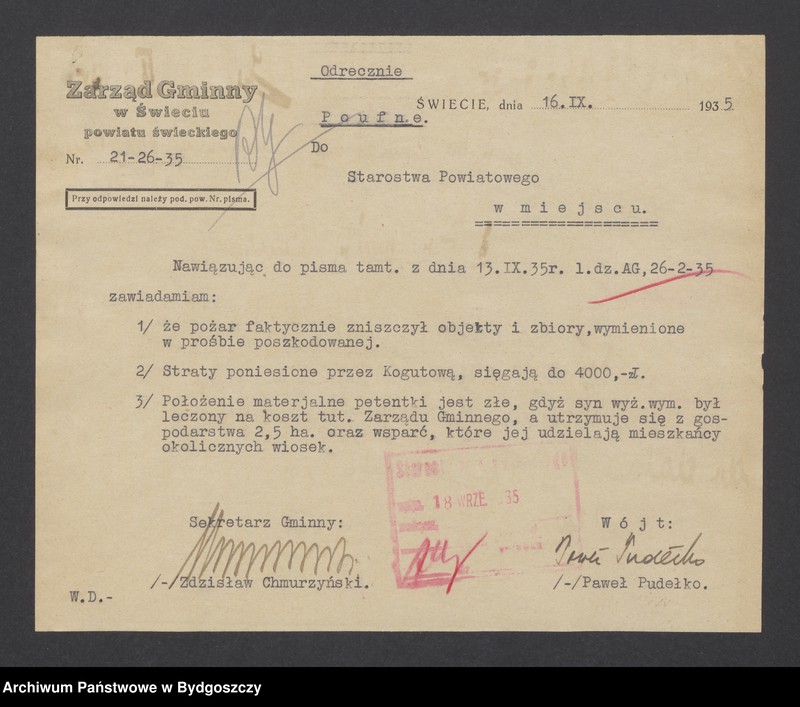 Odręcznie
Zarząd Gminny
w Świeciu
powiatu świeckiego
Nr. 21-26-35
Przy odpowiedzi należy pod. pow. Nr. pisma.
ŚWIECIE, dnia 16.IX. 1935.
Poufne.
Do
Starostwa Powiatowego
w miejscu.
Nawiązując do pisma tamt. z dnia 13.IX.35r. l.dz.AG,26-2-35
zawiadamiam:
1/ że pożar faktycznie zniszczył objekty i zbiory,wymienione
w prośbie poszkodowanej.
2/ Straty poniesione przez Kogutową, sięgają do 4000,-zł.
3/ Położenie materjalne petentki jest złe, gdyż syn wyż.wym. był
leczony na koszt tut. Zarządu Gminnego, a utrzymuje się z gos-
podarstwa 2,5 ha. oraz wsparć, które jej udzielają mieszkańcy
okolicznych wiosek.
18 WRZE. 35
Sekretarz Gminny:
Wójt:
Paweł Pudełko
/-/Zdzisław Chmurzyński.
/-/Paweł Pudełko.
W.D.-
Archiwum Państwowe w Bydgoszczy